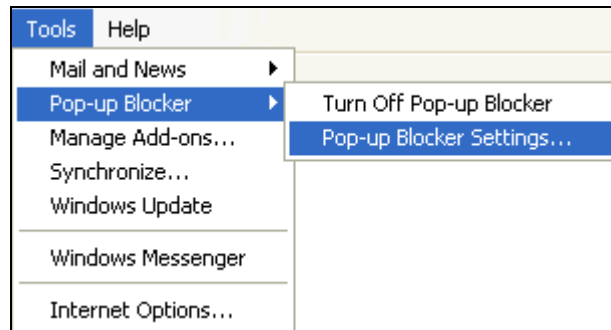 Tools Help
Mail and News
Pop-up Blocker
Turn Off Pop-up Blocker
Manage Add-ons...
Pop-up Blocker Settings...
Synchronize...
Windows Update
Windows Messenger
Internet Options...